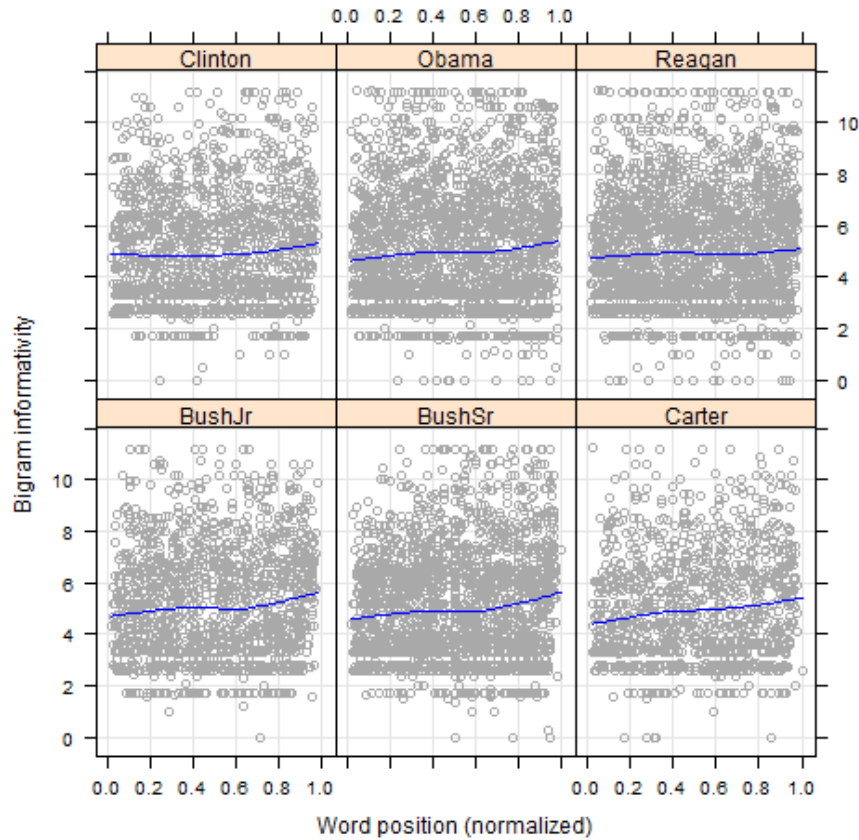 0.0 0.2 0.4 0.6 0.8 1.0
Clinton Obama Reagan
10
8
6
4
2
0
BushJr BushSr Carter
Bigram informativity
10
8
6
4
2
0
0.0 0.2 0.4 0.6 0.8 1.0 0.0 0.2 0.4 0.6 0.8 1.0
Word position (normalized)